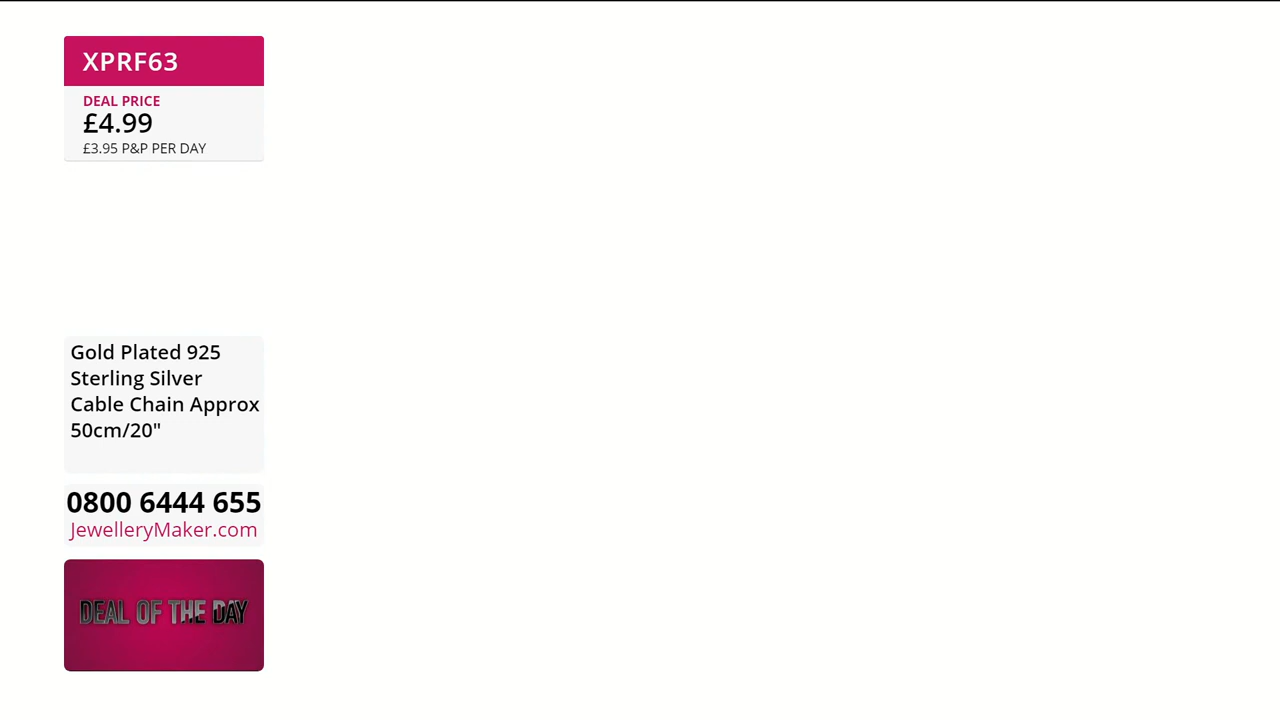 XPRF63
DEAL PRICE
£4.99
£3.95 P&P PER DAY
Gold Plated 925
Sterling Silver
Cable Chain Approx
50cm/20"
0800 6444 655
JewelleryMaker.com
DEAL OF THE DAY